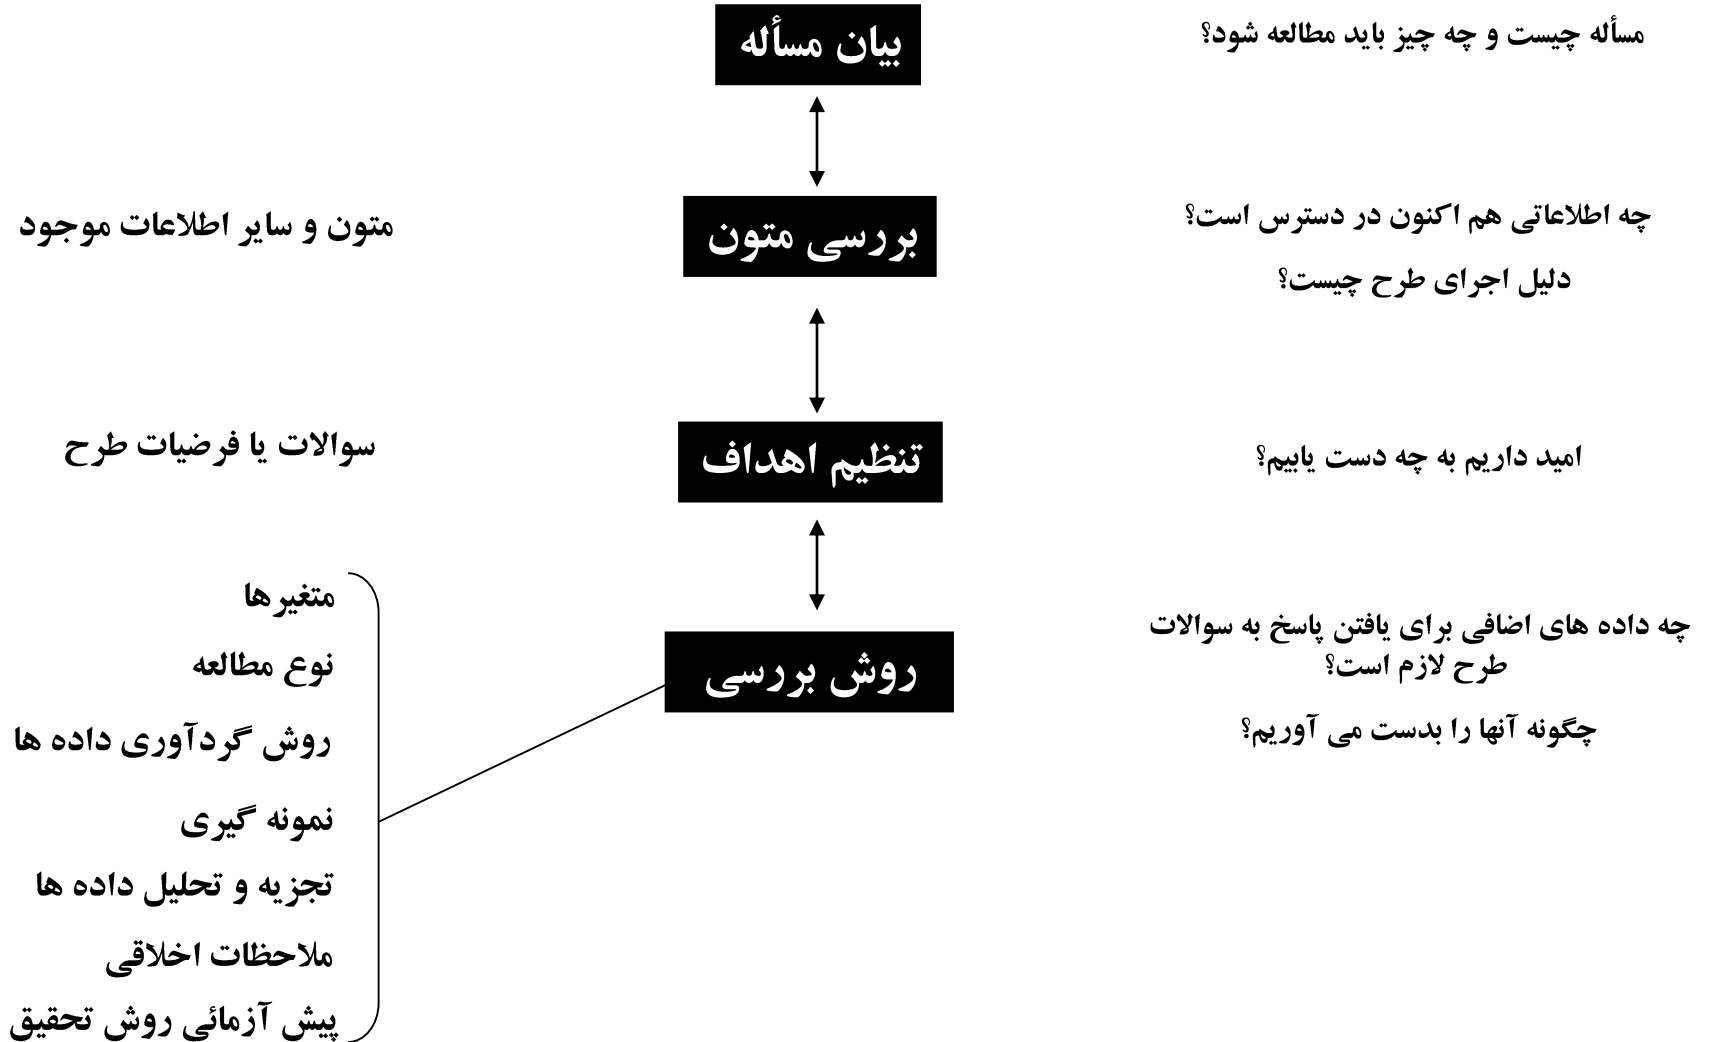 مسأله چیست و چه چیز باید مطالعه شود؟
بیان مسأله
چه اطلاعاتی هم اکنون در دسترس است؟
دلیل اجرای طرح چیست؟
بررسی متون
متون و سایر اطلاعات موجود
امید داریم به چه دست یابیم؟
تنظیم اهداف
سوالات یا فرضیات طرح
چه داده های اضافی برای یافتن پاسخ به سوالات
طرح لازم است؟
چگونه آنها را بدست می آوریم؟
روش بررسی
متغیرها
نوع مطالعه
روش گردآوری داده ها
نمونه گیری
تجزیه و تحلیل داده ها
ملاحظات اخلاقی
پیش آزمائی روش تحقیق